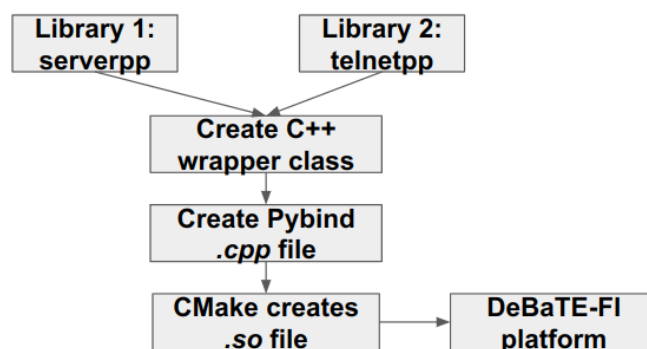 Library 1:
serverpp
Library 2:
telnetpp
Create C++
wrapper class
Create Pybind
.cpp file
CMake creates
.so file
DeBaTE-FI
platform